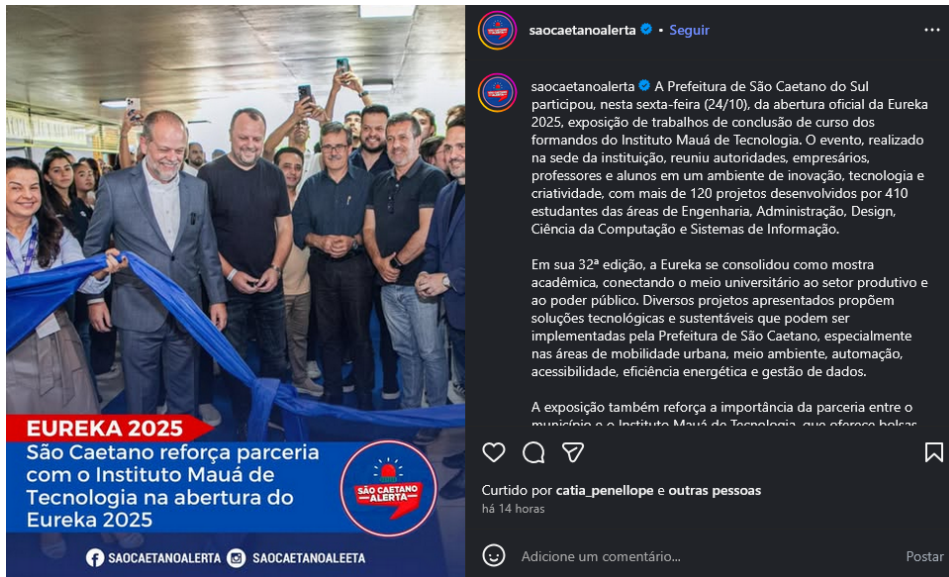 EUREKA 2025
São Caetano reforça parceria
com o Instituto Mauá de
Tecnologia na abertura do
Eureka 2025
SÃO CAETANO
ALERTA
SAOCAETANOALERTA SAOCAETANOALEETA
saocaetanoalerta • Seguir
saocaetanoalerta A Prefeitura de São Caetano do Sul
participou, nesta sexta-feira (24/10), da abertura oficial da Eureka
2025, exposição de trabalhos de conclusão de curso dos
formandos do Instituto Mauá de Tecnologia. O evento, realizado
na sede da instituição, reuniu autoridades, empresários,
professores e alunos em um ambiente de inovação, tecnologia e
criatividade, com mais de 120 projetos desenvolvidos por 410
estudantes das áreas de Engenharia, Administração, Design,
Ciência da Computação e Sistemas de Informação.
Em sua 32ª edição, a Eureka se consolidou como mostra
acadêmica, conectando o meio universitário ao setor produtivo e
ao poder público. Diversos projetos apresentados propõem
soluções tecnológicas e sustentáveis que podem ser
implementadas pela Prefeitura de São Caetano, especialmente
nas áreas de mobilidade urbana, meio ambiente, automação,
acessibilidade, eficiência energética e gestão de dados.
A exposição também reforça a importância da parceria entre o
município e o Instituto Mauá de Tecnologia, que oferece bolsas
Curtido por catia_penellope e outras pessoas
há 14 horas
Adicione um comentário...
Postar